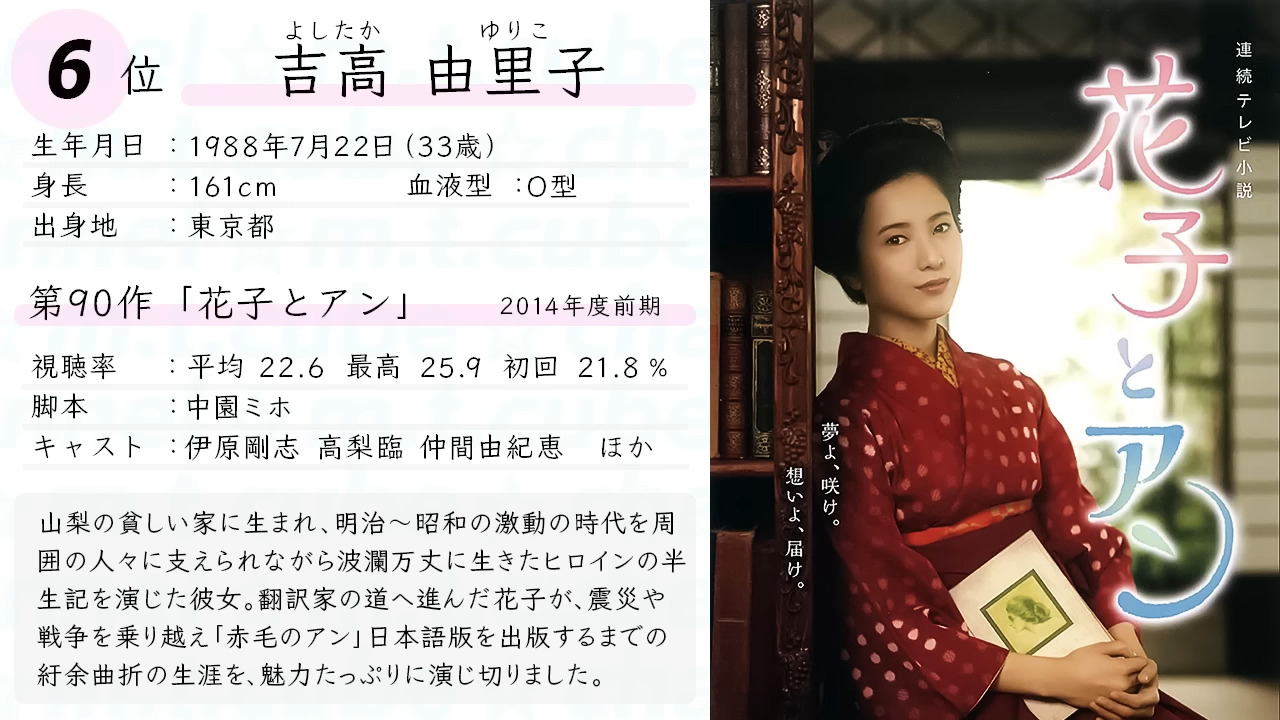 6位
よしたか ゆりこ
吉高 由里子
生年月日 ：1988年7月22日(33歳)
身長 ：161cm 血液型 ：O型
出身地 ：東京都
第90作「花子とアン」 2014年度前期
視聴率 ：平均 22.6 最高 25.9 初回 21.8％
脚本 ：中園ミホ
キャスト ：伊原剛志 高梨臨 仲間由紀恵 ほか
山梨の貧しい家に生まれ、明治～昭和の激動の時代を周
囲の人々に支えられながら波瀾万丈に生きたヒロインの半
生記を演じた彼女。翻訳家の道へ進んだ花子が、震災や
戦争を乗り越え「赤毛のアン」日本語版を出版するまでの
紆余曲折の生涯を、魅力たっぷりに演じ切りました。
連続テレビ小説
花子とアン
夢よ、咲け。
想いよ、届け。